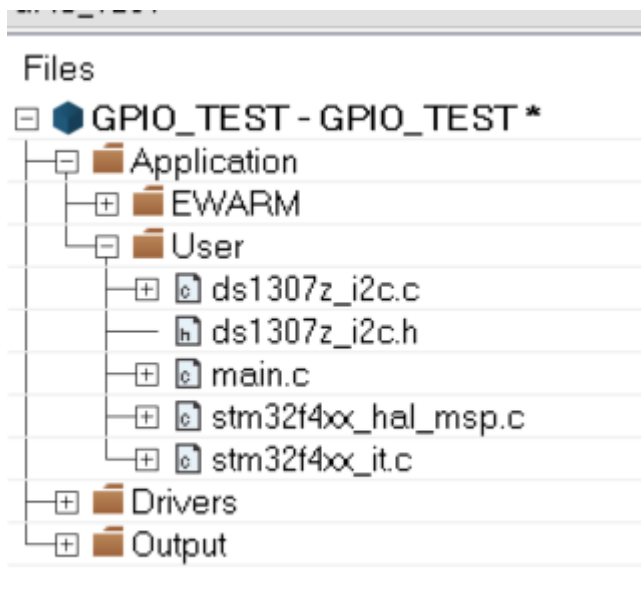 Files
GPIO_TEST - GPIO_TEST *
Application
EWARM
User
ds1307z_i2c.c
ds1307z_i2c.h
main.c
stm32f4xx_hal_msp.c
stm32f4xx_it.c
Drivers
Output